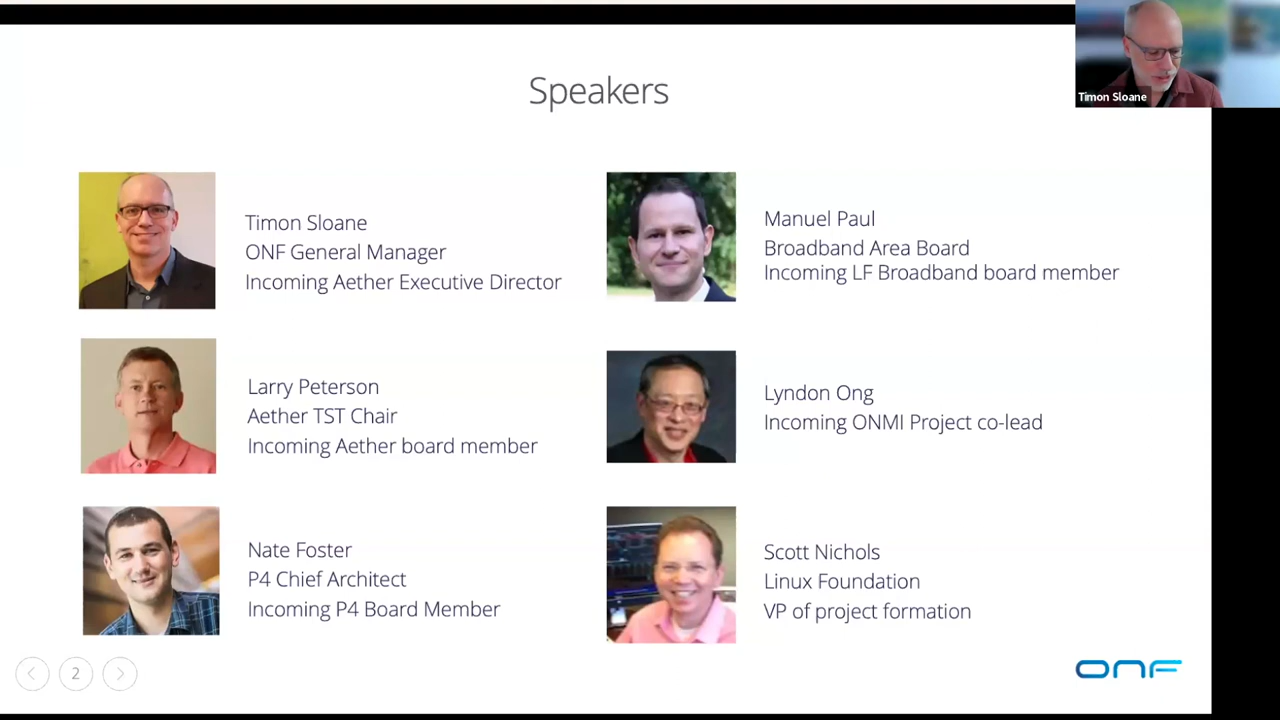 Speakers
Timon Sloane
Timon Sloane
ONF General Manager
Incoming Aether Executive Director
Manuel Paul
Broadband Area Board
Incoming LF Broadband board member
Larry Peterson
Aether TST Chair
Incoming Aether board member
Lyndon Ong
Incoming ONMI Project co-lead
Nate Foster
P4 Chief Architect
Incoming P4 Board Member
Scott Nichols
Linux Foundation
VP of project formation
2
ONF